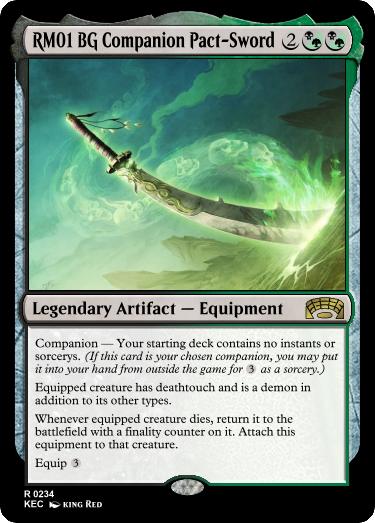 RM01 BG Companion Pact-Sword 2
Legendary Artifact — Equipment
Companion — Your starting deck contains no instants or
sorcerys. (If this card is your chosen companion, you may put
it into your hand from outside the game for 3 as a sorcery.)
Equipped creature has deathtouch and is a demon in
addition to its other types.
Whenever equipped creature dies, return it to the
battlefield with a finality counter on it. Attach this
equipment to that creature.
Equip 3
R 0234
KEC KING RED